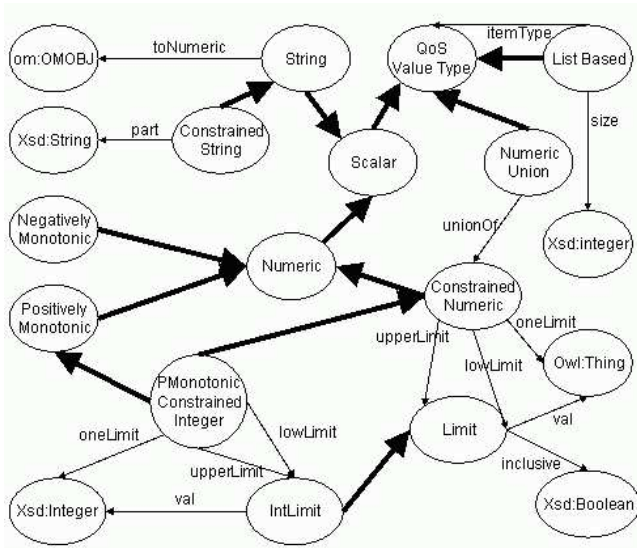 toNumeric
String
QoS
Value Type
itemType
List Based
om:OMOBJ
size
Xsd:String
part
Constrained
String
Scalar
Numeric
Union
Negatively
Monotonic
unionOf
Xsd:integer
Numeric
Constrained
Numeric
Positively
Monotonic
oneLimit
upperLimit
lowLimit
Owl:Thing
PMonotonic
Constrained
Integer
val
oneLimit
lowLimit
Limit
upperLimit
inclusive
Xsd:Integer
val
IntLimit
Xsd:Boolean